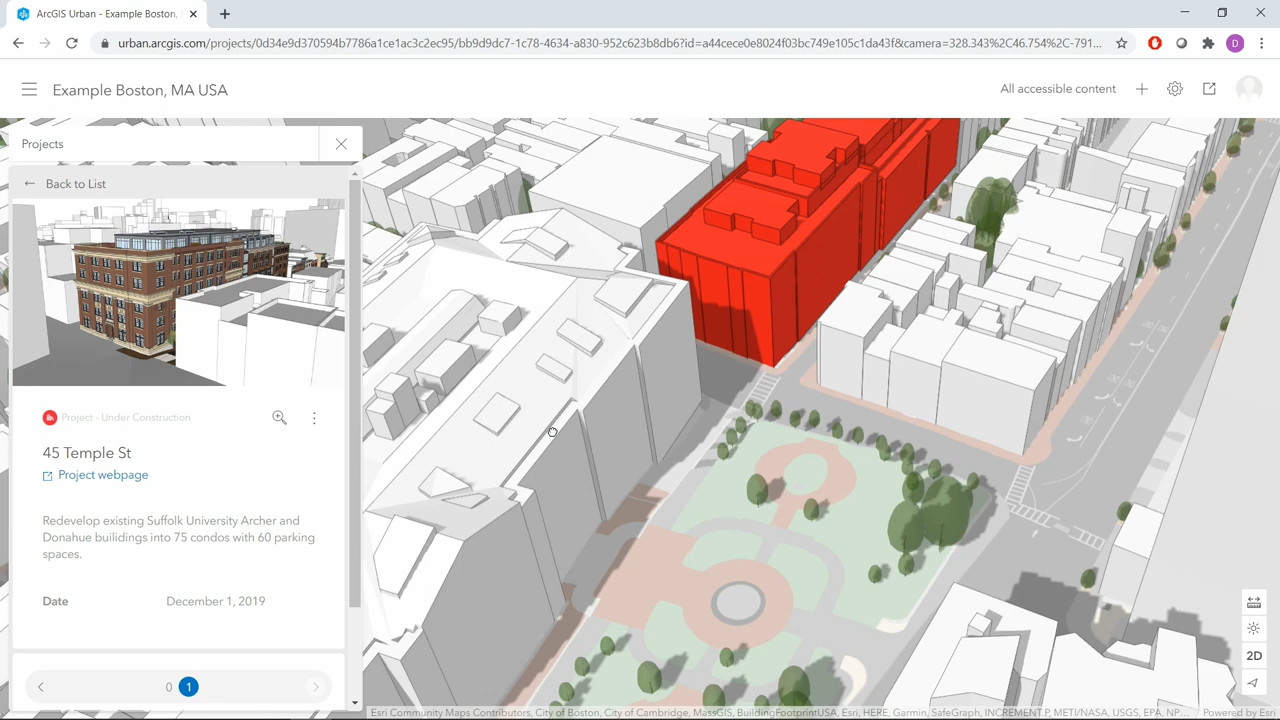 ArcGIS Urban - Example Boston,
urban.arcgis.com/projects/0d34e9d370594b7786a1ce1ac3c2ec95/bb9d9dc7-1c78-4634-a830-952c623b8db6?id=a44cece0e8024f03bc749e105c1da43f&camera=328.343%2C46.754%2C-791...
D
Example Boston, MA USA
All accessible content
Projects
Back to List
Project - Under Construction
45 Temple St
Project webpage
Redevelop existing Suffolk University Archer and
Donahue builidings into 75 condos with 60 parking
spaces.
Date December 1, 2019
0 1
2D
Esri Community Maps Contributors, City of Boston, City of Cambridge, MassGIS, BuildingFootprintUSA, Esri, HERE, Garmin, SafeGraph, INCREMENT P, METI/NASA, USGS, EPA, NP... Powered by Esri